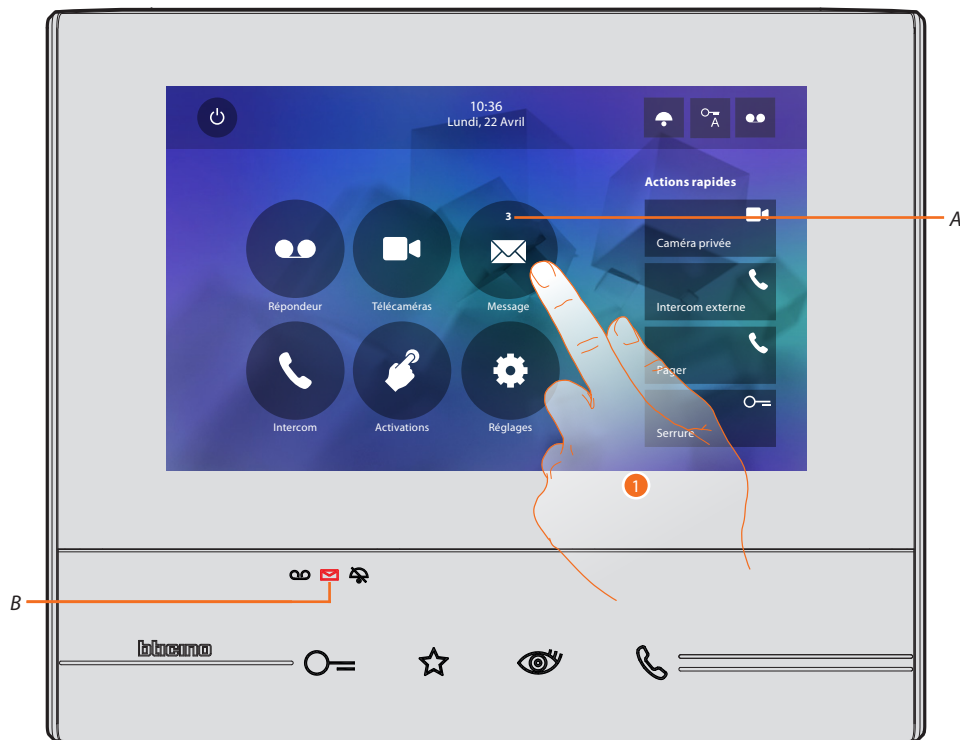 10:36
Lundi, 22 Avril
A
Actions rapides
3
A
Caméra privée
Répondeur
Télécaméras
Message
Intercom externe
Pager
Intercom
Activations
Réglages
Serrure
1
B
bticino